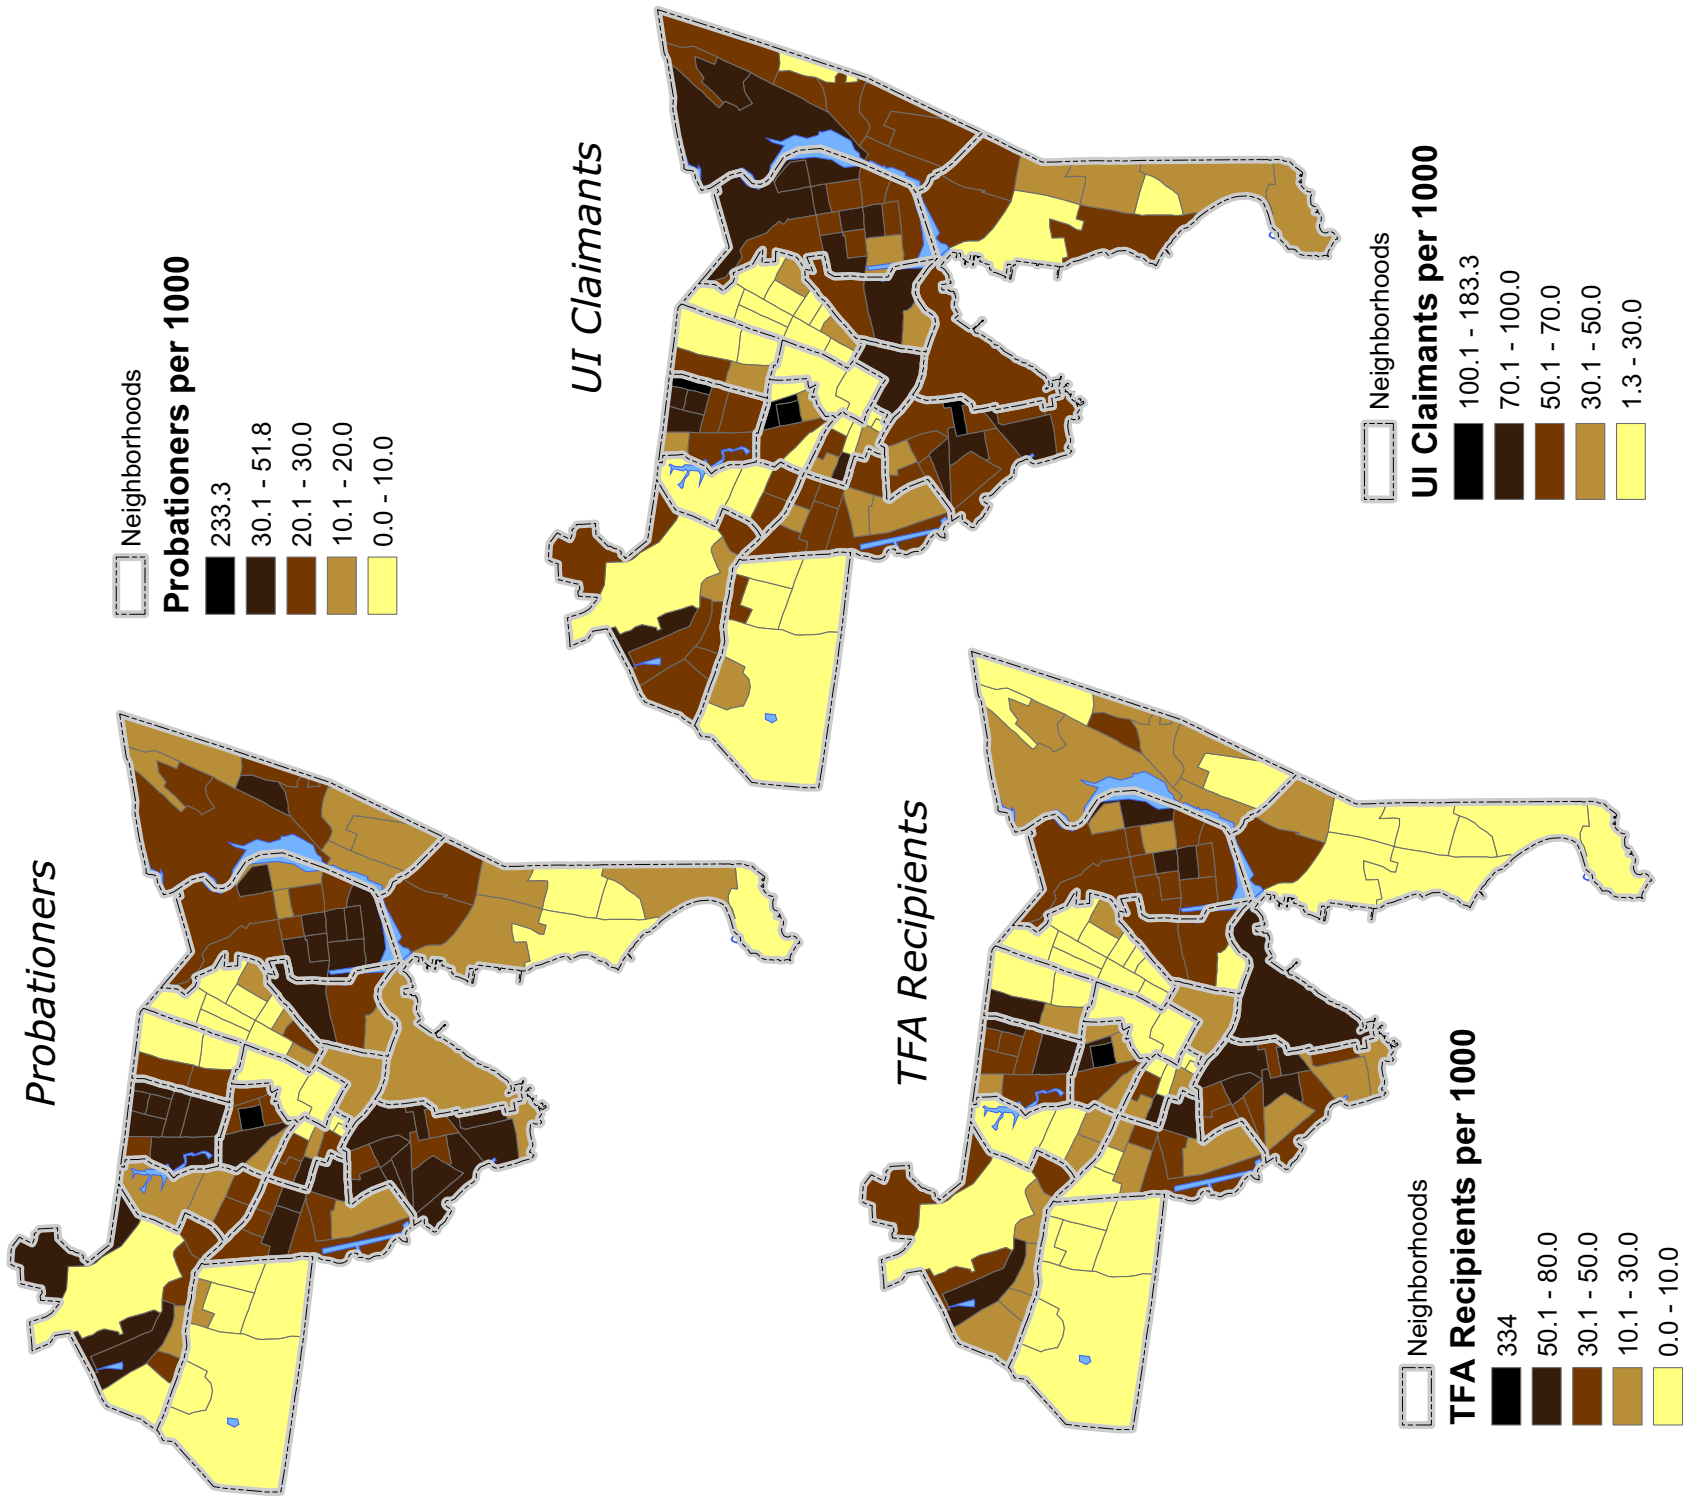 Probationers
Neighborhoods
Probationers per 1000
233.3
30.1 - 51.8
20.1 - 30.0
10.1 - 20.0
0.0 - 10.0
UI Claimants
Neighborhoods
UI Claimants per 1000
100.1 - 183.3
70.1 - 100.0
50.1 - 70.0
30.1 - 50.0
1.3 - 30.0
TFA Recipients
Neighborhoods
TFA Recipients per 1000
334
50.1 - 80.0
30.1 - 50.0
10.1 - 30.0
0.0 - 10.0